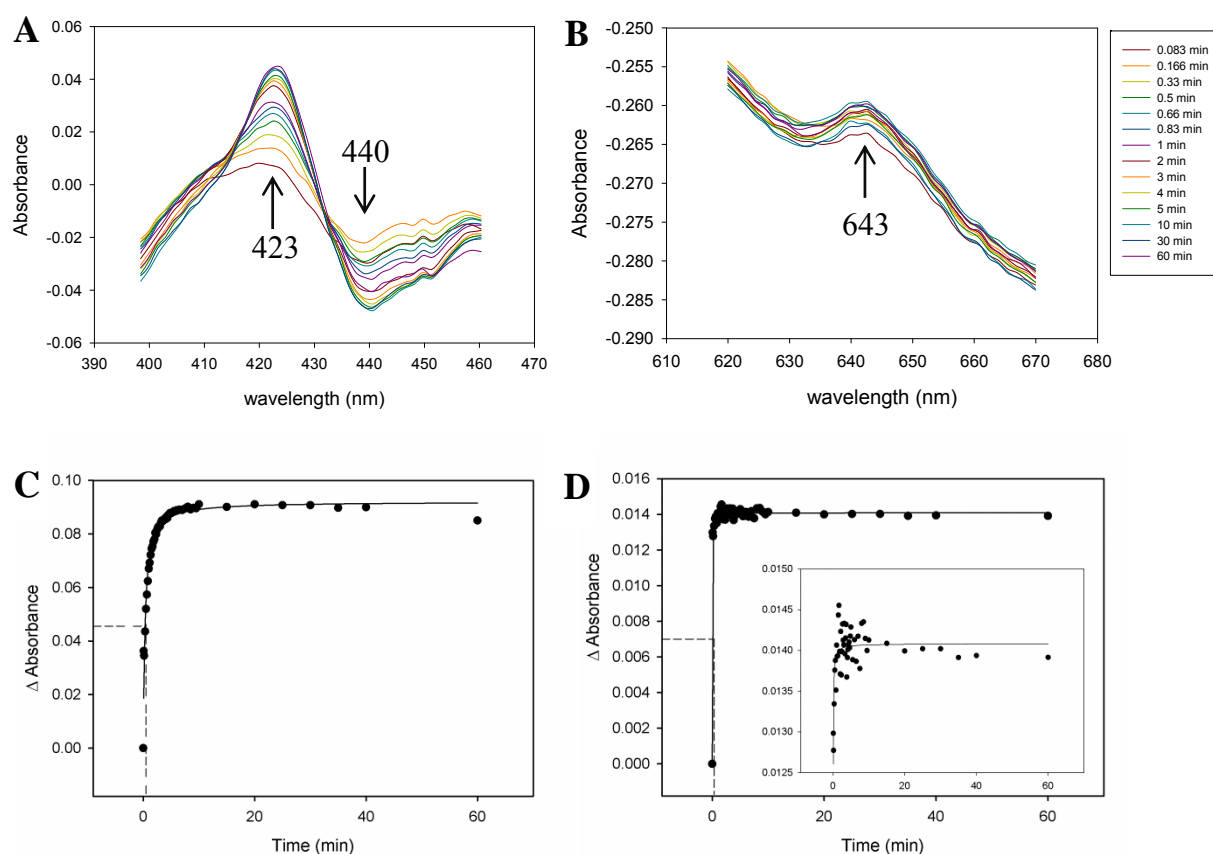 A
0.06
0.04
0.02
0.00
-0.02
-0.04
-0.06
Absorbance
390 400 410 420 430 440 450 460 470
wavelength (nm)
440
423
B
-0.250
-0.255
-0.260
-0.265
-0.270
-0.275
-0.280
-0.285
-0.290
Absorbance
610 620 630 640 650 660 670 680
wavelength (nm)
643
0.083 min
0.166 min
0.33 min
0.5 min
0.66 min
0.83 min
1 min
2 min
3 min
4 min
5 min
10 min
30 min
60 min
C
0.10
0.08
0.06
0.04
0.02
0.00
Δ Absorbance
0 20 40 60
Time (min)
D
0.016
0.014
0.012
0.010
0.008
0.006
0.004
0.002
0.000
Δ Absorbance
0 20 40 60
Time (min)
0.0150
0.0145
0.0140
0.0135
0.0130
0.0125
0 20 40 60